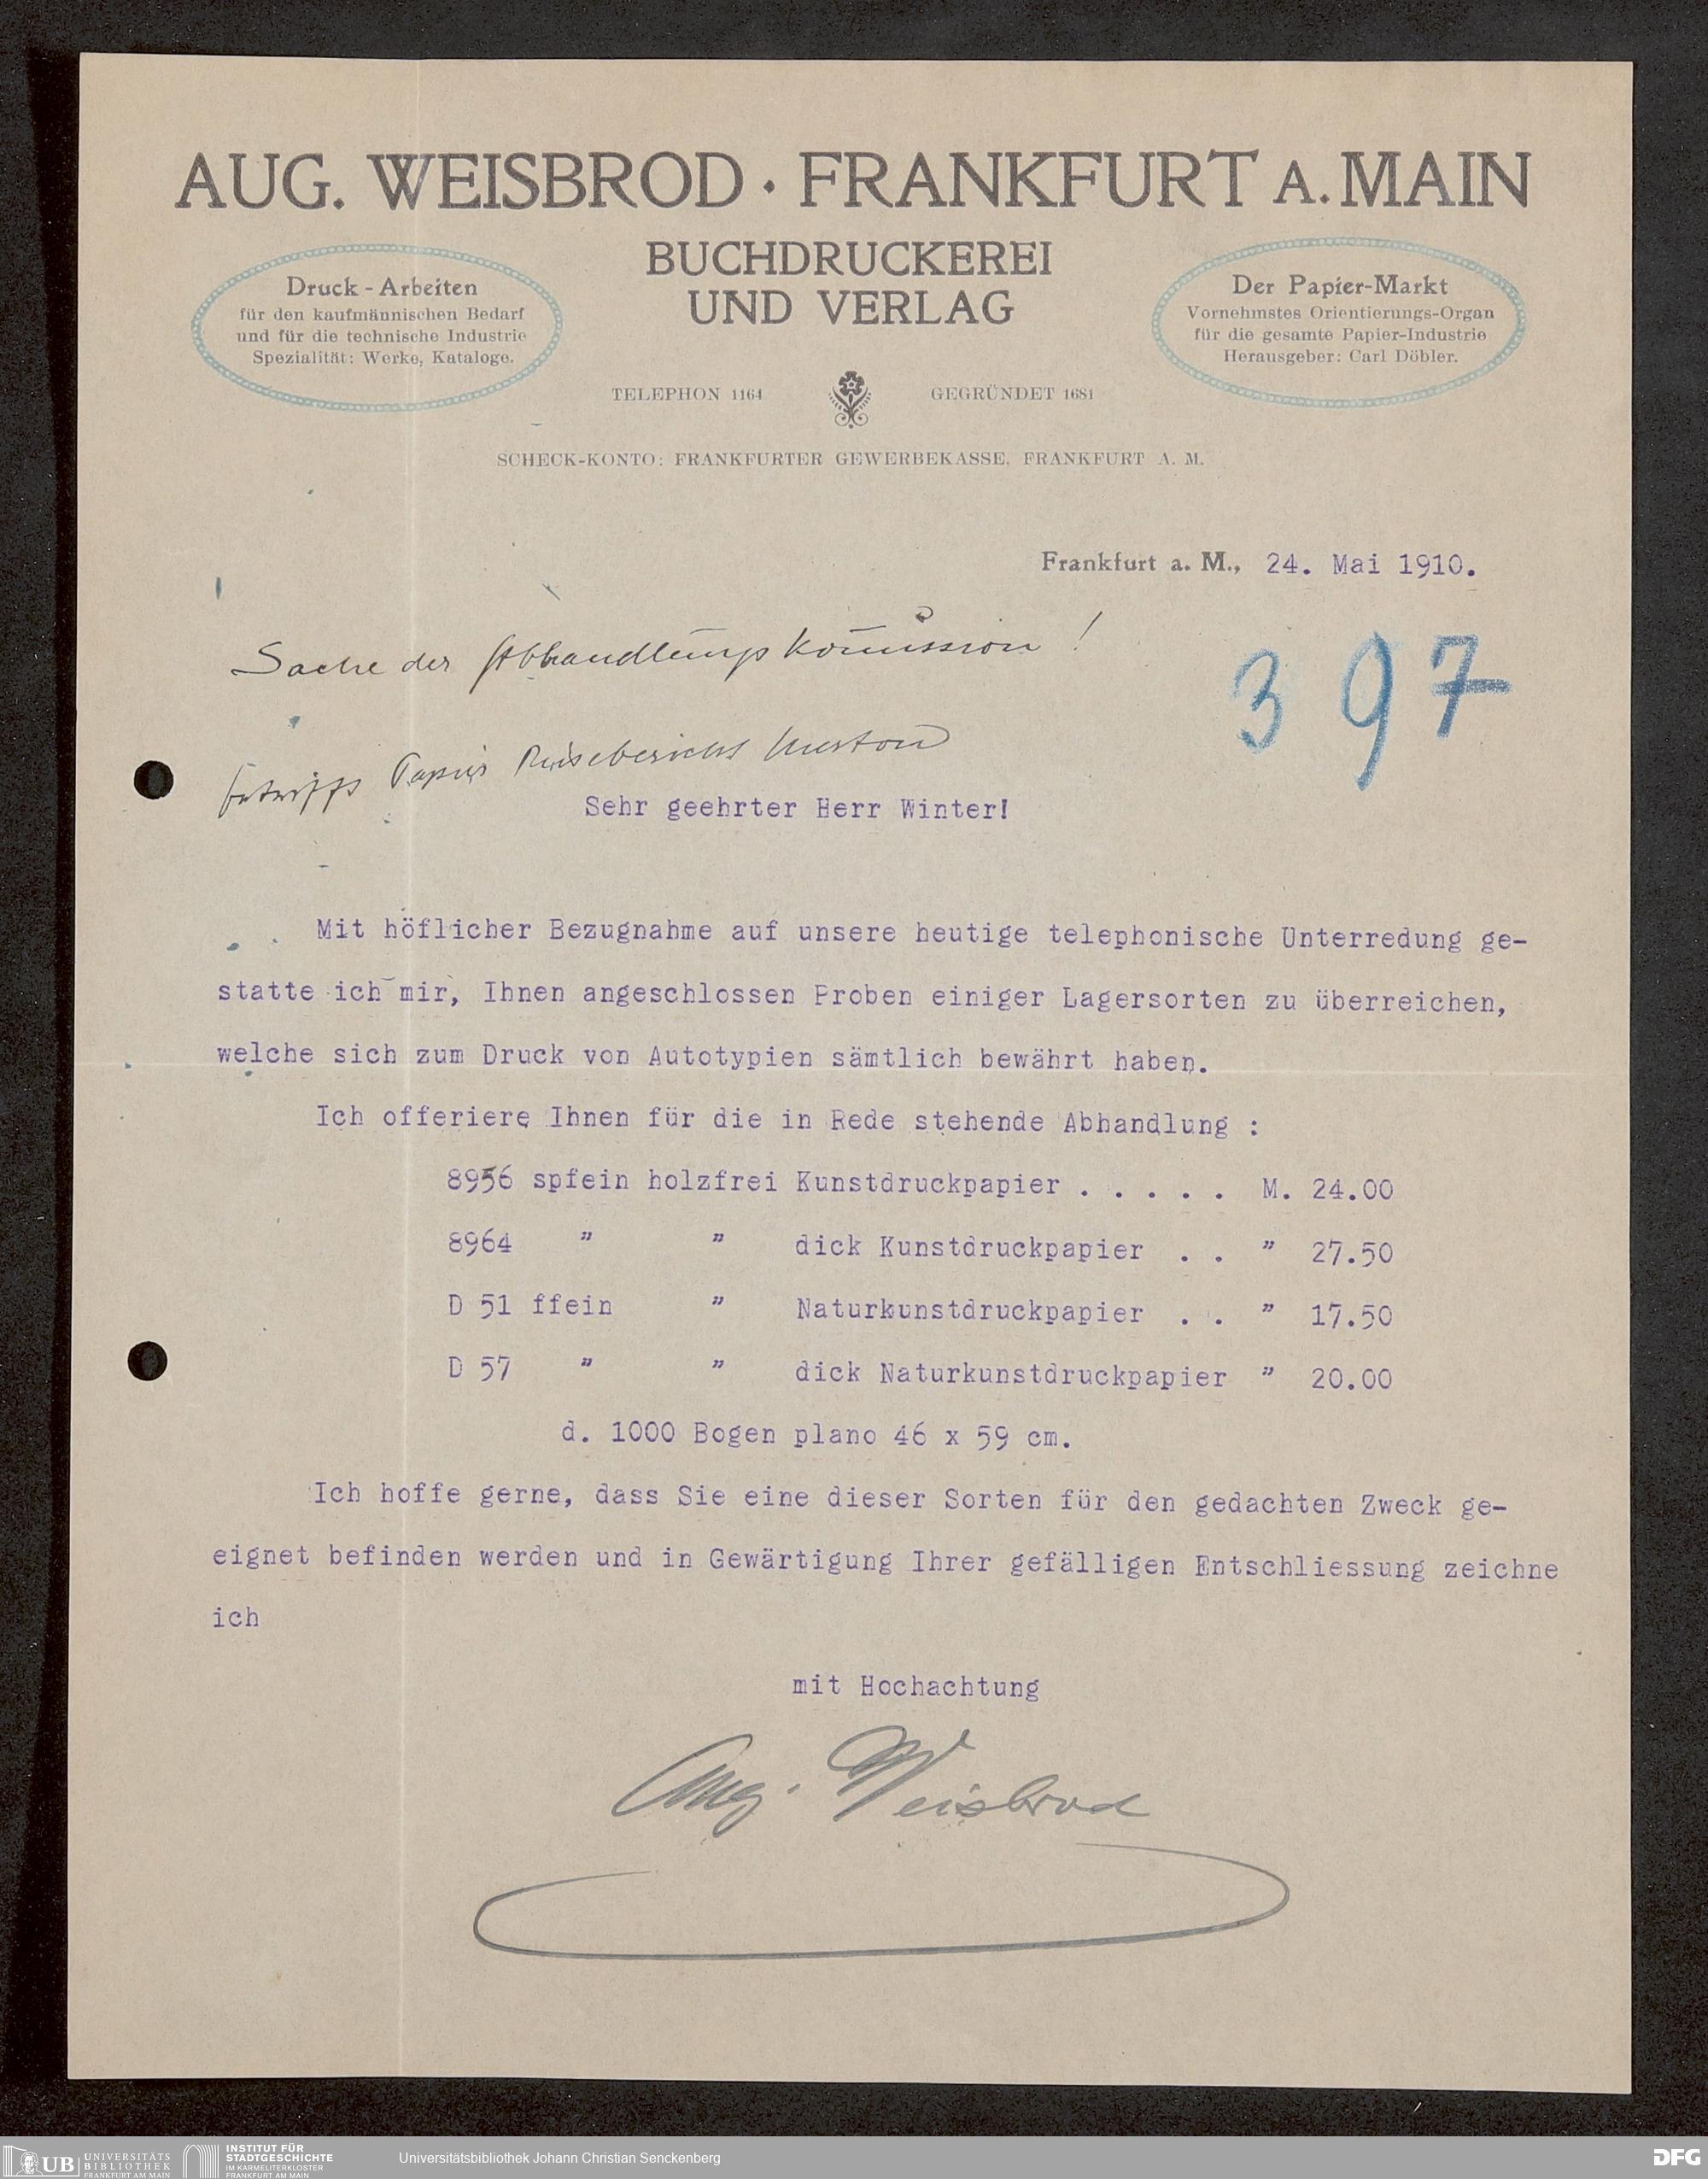 AUG. WEISBROD · FRANKFURT A. MAIN
BUCHDRUCKEREI
UND VERLAG
Druck-Arbeiten
für den kaufmännischen Bedarf
und für die technische Industrie
Spezialität: Werke, Kataloge.
Der Papier-Markt
Vornehmstes Orientierungs-Organ
für die gesamte Papier-Industrie
Herausgeber: Carl Döbler.
TELEPHON 1164
GEGRÜNDET 1681
SCHECK-KONTO: FRANKFURTER GEWERBEKASSE, FRANKFURT A. M.
Frankfurt a. M., 24. Mai 1910.
Sache der Abhandlungs Kom̄ission!
397
betrifft Papier Reisebericht
Sehr geehrter Herr Winter!
Mit höflicher Bezugnahme auf unsere heutige telephonische Unterredung ge-
statte ich mir, Ihnen angeschlossen Proben einiger Lagersorten zu überreichen,
welche sich zum Druck von Autotypien sämtlich bewährt haben.
Ich offeriere Ihnen für die in Rede stehende Abhandlung :
8956 spfein holzfrei Kunstdruckpapier . . . . . M. 24.00
8964 " " dick Kunstdruckpapier . . " 27.50
D 51 ffein " Naturkunstdruckpapier . . " 17.50
D 57 " " dick Naturkunstdruckpapier " 20.00
d. 1000 Bogen plano 46 x 59 cm.
Ich hoffe gerne, dass Sie eine dieser Sorten für den gedachten Zweck ge-
eignet befinden werden und in Gewärtigung Ihrer gefälligen Entschliessung zeichne
ich
mit Hochachtung
Aug. Weisbrod
UB UNIVERSITÄTS
BIBLIOTHEK
FRANKFURT AM MAIN
INSTITUT FÜR
STADTGESCHICHTE
IM KARMELITERKLOSTER
FRANKFURT AM MAIN
Universitätsbibliothek Johann Christian Senckenberg
DFG